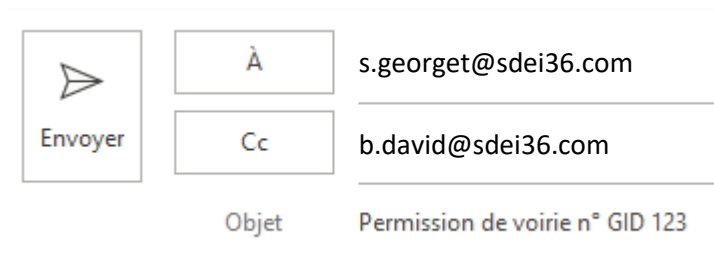 À s.georget@sdei36.com
Envoyer Cc b.david@sdei36.com
Objet Permission de voirie n° GID 123